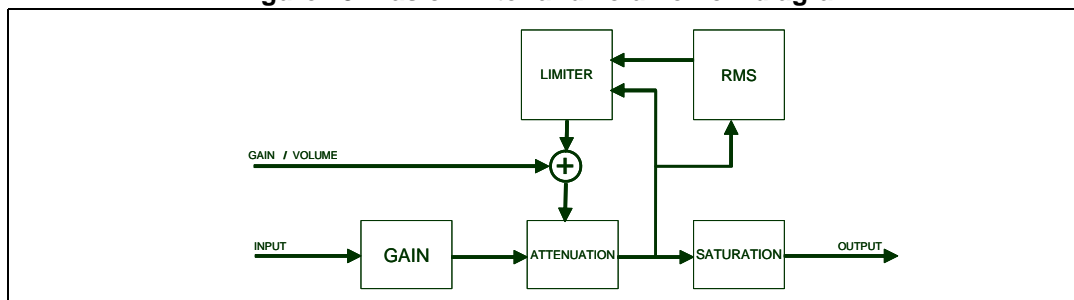 LIMITER
RMS
GAIN / VOLUME
+
INPUT
GAIN
ATTENUATION
SATURATION
OUTPUT